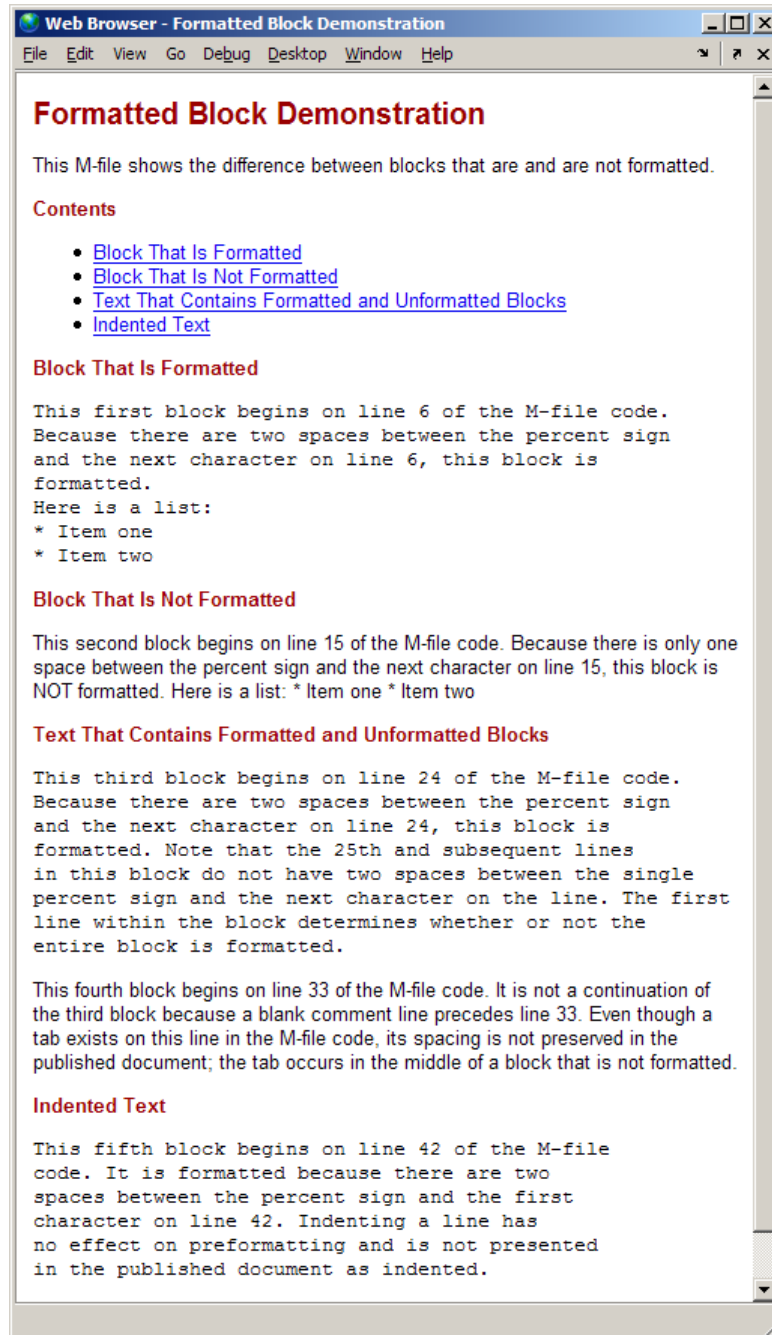 Web Browser - Formatted Block Demonstration
File Edit View Go Debug Desktop Window Help
Formatted Block Demonstration
This M-file shows the difference between blocks that are and are not formatted.
Contents
• Block That Is Formatted
• Block That Is Not Formatted
• Text That Contains Formatted and Unformatted Blocks
• Indented Text
Block That Is Formatted
This first block begins on line 6 of the M-file code.
Because there are two spaces between the percent sign
and the next character on line 6, this block is
formatted.
Here is a list:
* Item one
* Item two
Block That Is Not Formatted
This second block begins on line 15 of the M-file code. Because there is only one
space between the percent sign and the next character on line 15, this block is
NOT formatted. Here is a list: * Item one * Item two
Text That Contains Formatted and Unformatted Blocks
This third block begins on line 24 of the M-file code.
Because there are two spaces between the percent sign
and the next character on line 24, this block is
formatted. Note that the 25th and subsequent lines
in this block do not have two spaces between the single
percent sign and the next character on the line. The first
line within the block determines whether or not the
entire block is formatted.
This fourth block begins on line 33 of the M-file code. It is not a continuation of
the third block because a blank comment line precedes line 33. Even though a
tab exists on this line in the M-file code, its spacing is not preserved in the
published document; the tab occurs in the middle of a block that is not formatted.
Indented Text
This fifth block begins on line 42 of the M-file
code. It is formatted because there are two
spaces between the percent sign and the first
character on line 42. Indenting a line has
no effect on preformatting and is not presented
in the published document as indented.